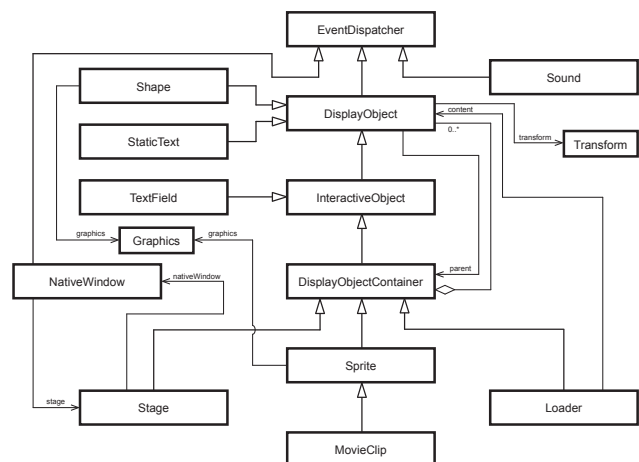 EventDispatcher
Sound
Shape
DisplayObject
content
0..*
transform
Transform
StaticText
TextField
InteractiveObject
graphics
Graphics
graphics
NativeWindow
nativeWindow
DisplayObjectContainer
parent
Sprite
stage
Stage
Loader
MovieClip